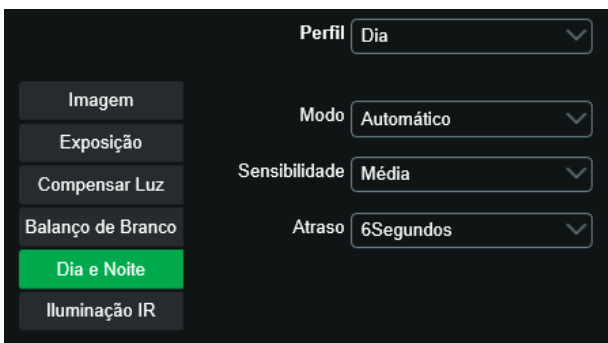 Perfil Dia
Imagem
Modo Automático
Exposição
Sensibilidade Média
Compensar Luz
Balanço de Branco
Atraso 6Segundos
Dia e Noite
Iluminação IR